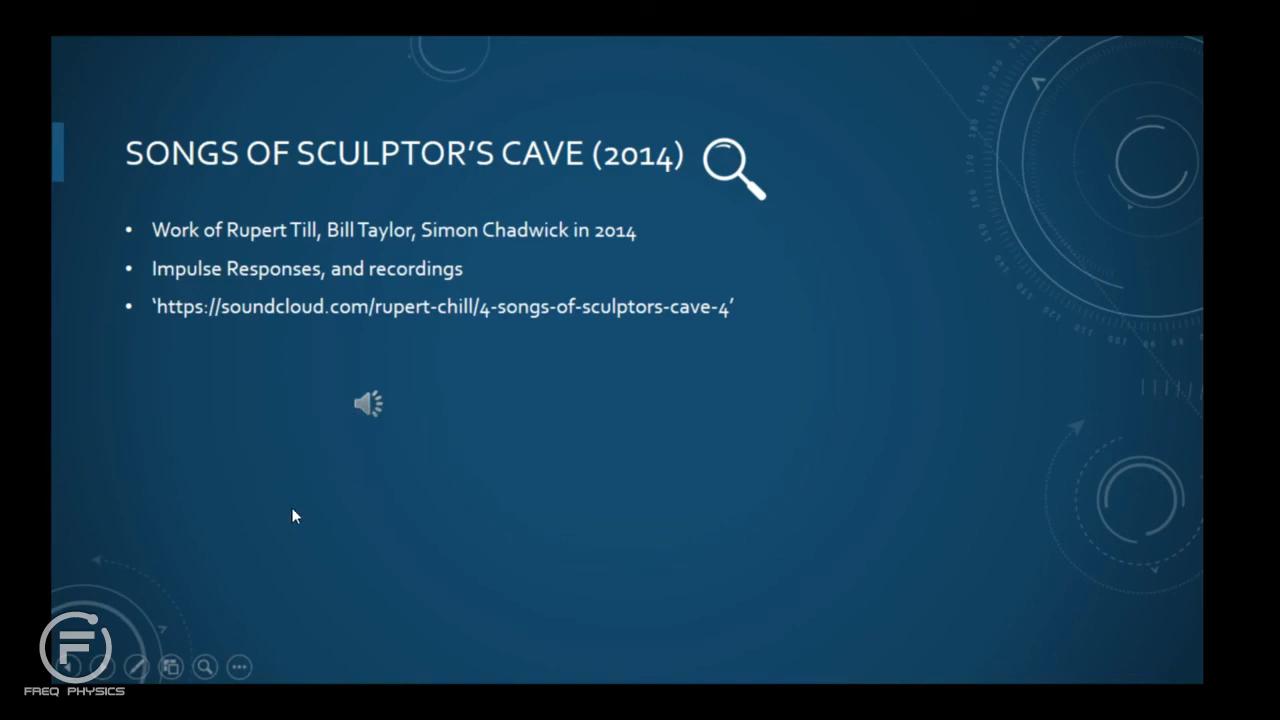 SONGS OF SCULPTOR'S CAVE (2014)
• Work of Rupert Till, Bill Taylor, Simon Chadwick in 2014
• Impulse Responses, and recordings
• ‘https://soundcloud.com/rupert-chill/4-songs-of-sculptors-cave-4’
F
FREQ PHYSICS